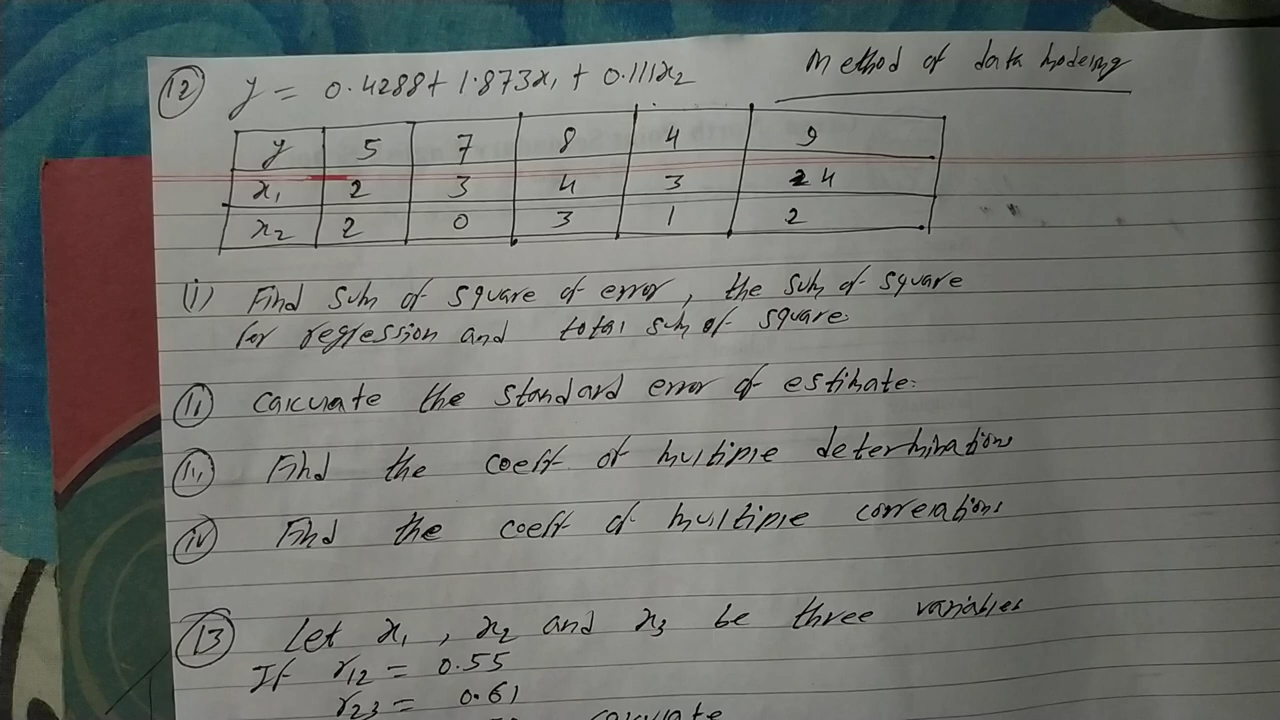 Method of data modeing
(12) y = 0.4288 + 1.873x₁ + 0.111x₂
y 5 7 8 4 9
x₁ 2 3 4 3 4
x₂ 2 0 3 1 2
(i) Find sum of square of error, the sum of square
for regression and total sum of square.
(ii) calcuate the standard error of estimate.
(iii) Find the coeff of multiple determinations
(iv) Find the coeff of multiple correlations
(13) Let x₁, x₂ and x₃ be three variables
If r₁₂ = 0.55
r₂₃ = 0.61